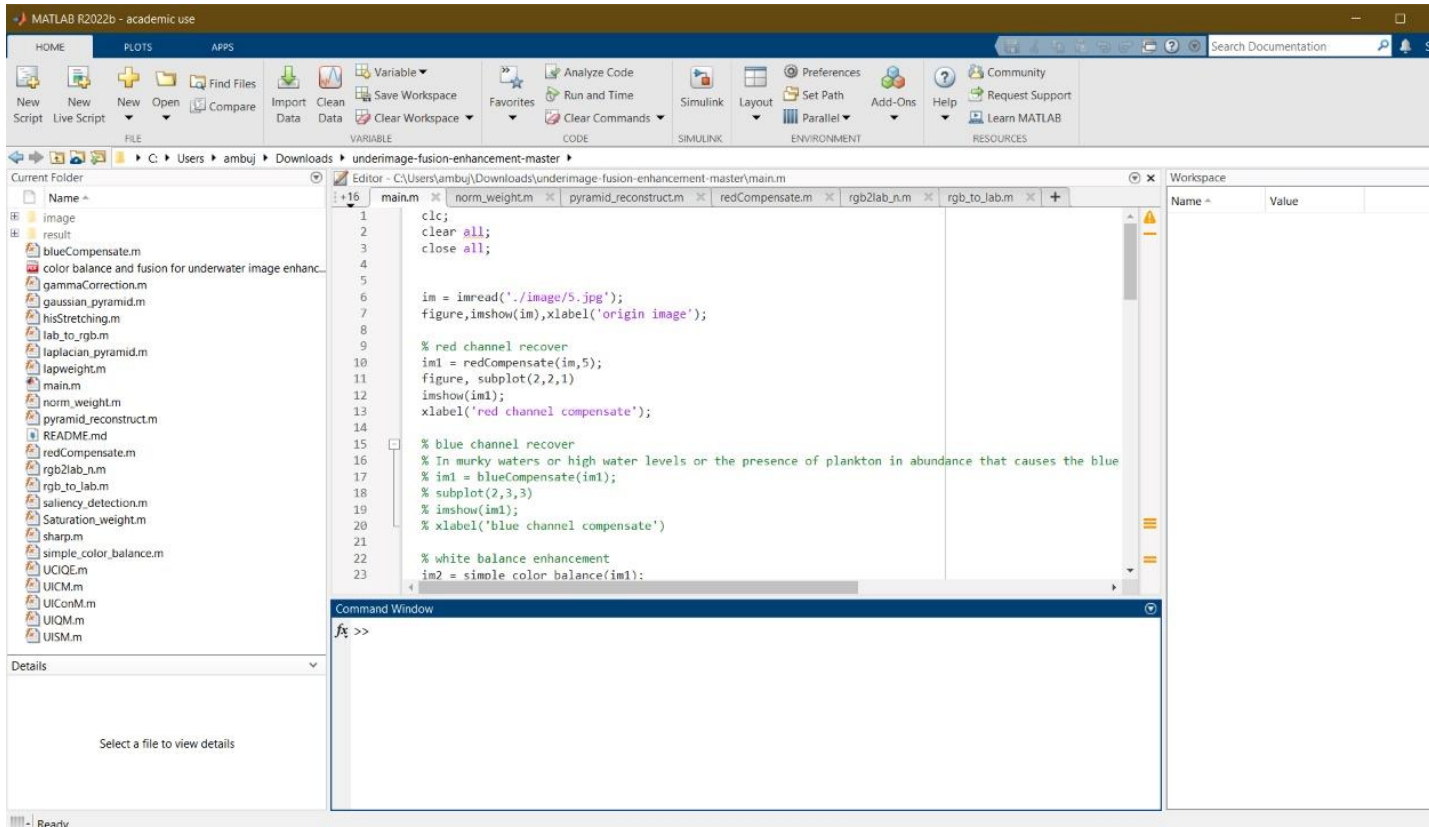 MATLAB R2022b - academic use
HOME PLOTS APPS
Search Documentation
New Script
New Live Script
New
Open
Find Files
Compare
Import Data
Clean Data
Variable
Save Workspace
Clear Workspace
Favorites
Analyze Code
Run and Time
Clear Commands
Simulink
Layout
Preferences
Set Path
Parallel
Add-Ons
Help
Community
Request Support
Learn MATLAB
FILE VARIABLE CODE SIMULINK ENVIRONMENT RESOURCES
C: Users ambuj Downloads underimage-fusion-enhancement-master
Current Folder
Name
image
result
blueCompensate.m
color balance and fusion for underwater image enhanc...
gammaCorrection.m
gaussian_pyramid.m
hisStretching.m
lab_to_rgb.m
laplacian_pyramid.m
lapweight.m
main.m
norm_weight.m
pyramid_reconstruct.m
README.md
redCompensate.m
rgb2lab_n.m
rgb_to_lab.m
saliency_detection.m
Saturation_weight.m
sharp.m
simple_color_balance.m
UCIQE.m
UICM.m
UIConM.m
UIQM.m
UISM.m
Details
Select a file to view details
Editor - C:\Users\ambuj\Downloads\underimage-fusion-enhancement-master\main.m
+16 main.m norm_weight.m pyramid_reconstruct.m redCompensate.m rgb2lab_n.m rgb_to_lab.m +
1 clc;
2 clear all;
3 close all;
4
5
6 im = imread('./image/5.jpg');
7 figure,imshow(im),xlabel('origin image');
8
9 % red channel recover
10 im1 = redCompensate(im,5);
11 figure, subplot(2,2,1)
12 imshow(im1);
13 xlabel('red channel compensate');
14
15 % blue channel recover
16 % In murky waters or high water levels or the presence of plankton in abundance that causes the blue
17 % im1 = blueCompensate(im1);
18 % subplot(2,3,3)
19 % imshow(im1);
20 % xlabel('blue channel compensate')
21
22 % white balance enhancement
23 im2 = simple_color_balance(im1);
Command Window
fx >>
Workspace
Name Value
Ready